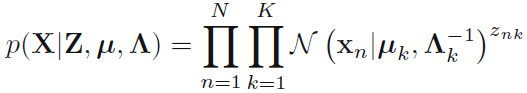 p(X|Z, μ, Λ) = ∏_{n=1}^{N} ∏_{k=1}^{K} 𝒩 (x_n|μ_k, Λ_k^{-1})^{z_{nk}}